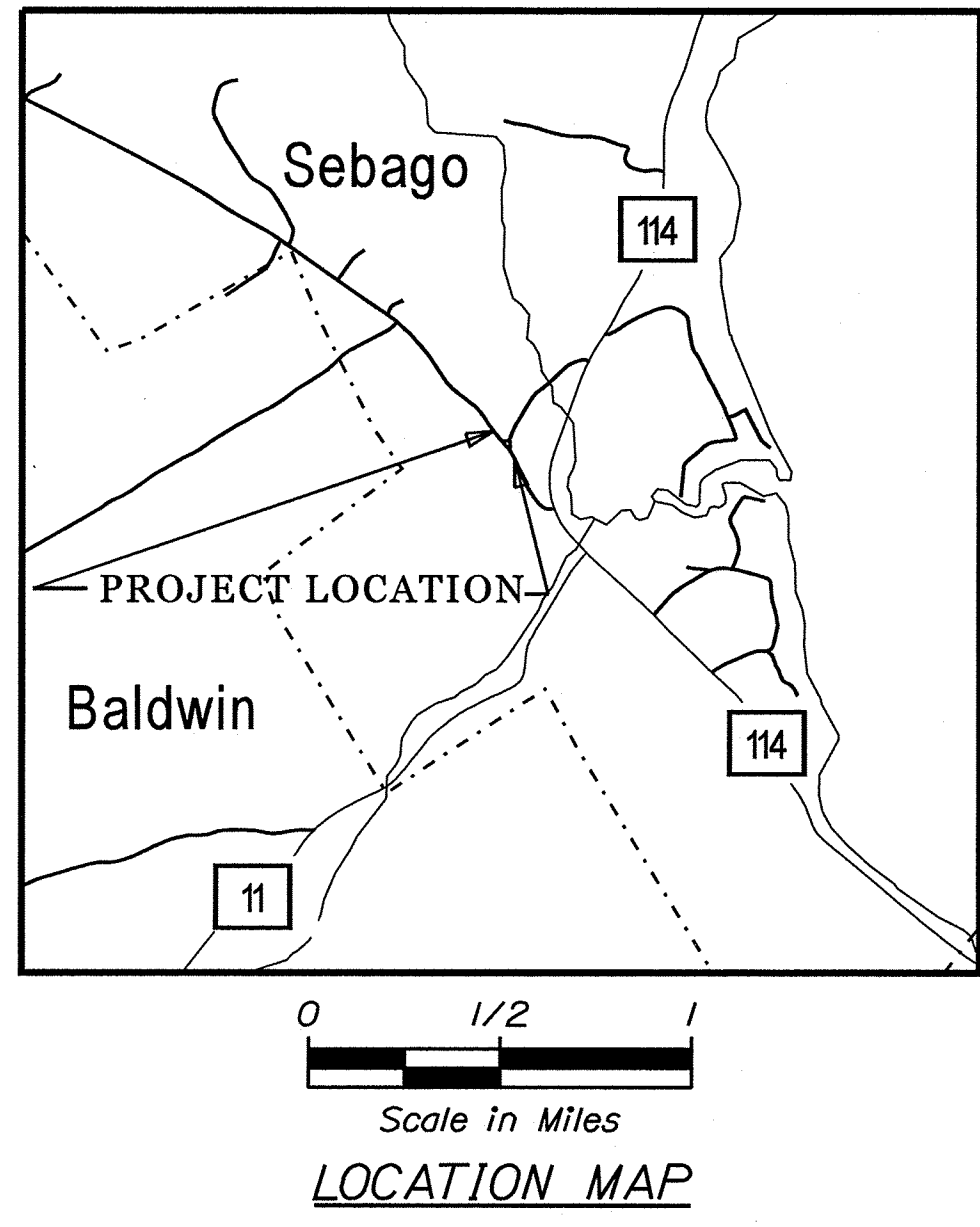 Sebago
114
PROJECT LOCATION
Baldwin
114
11
0 1/2 1
Scale in Miles
LOCATION MAP